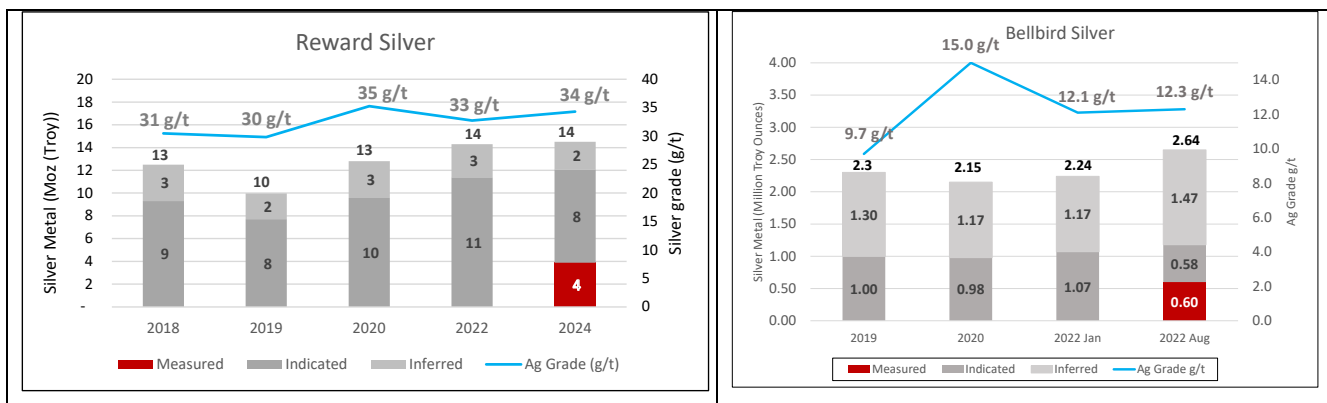 Reward Silver
Silver Metal (Moz (Troy))
20
18
16
14
12
10
8
6
4
2
-
31 g/t
30 g/t
35 g/t
33 g/t
34 g/t
13
10
13
14
14
3
2
3
3
2
9
8
10
11
8
4
40
35
30
25
20
15
10
5
0
Silver grade (g/t)
2018
2019
2020
2022
2024
Measured
Indicated
Inferred
Ag Grade (g/t)
Bellbird Silver
Silver Metal (Million Troy Ounces)
4.00
3.50
3.00
2.50
2.00
1.50
1.00
0.50
0.00
9.7 g/t
15.0 g/t
12.1 g/t
12.3 g/t
2.3
2.15
2.24
2.64
1.30
1.17
1.17
1.47
1.00
0.98
1.07
0.58
0.60
14.0
12.0
10.0
8.0
6.0
4.0
2.0
0.0
Ag Grade g/t
2019
2020
2022 Jan
2022 Aug
Measured
Indicated
Inferred
Ag Grade g/t